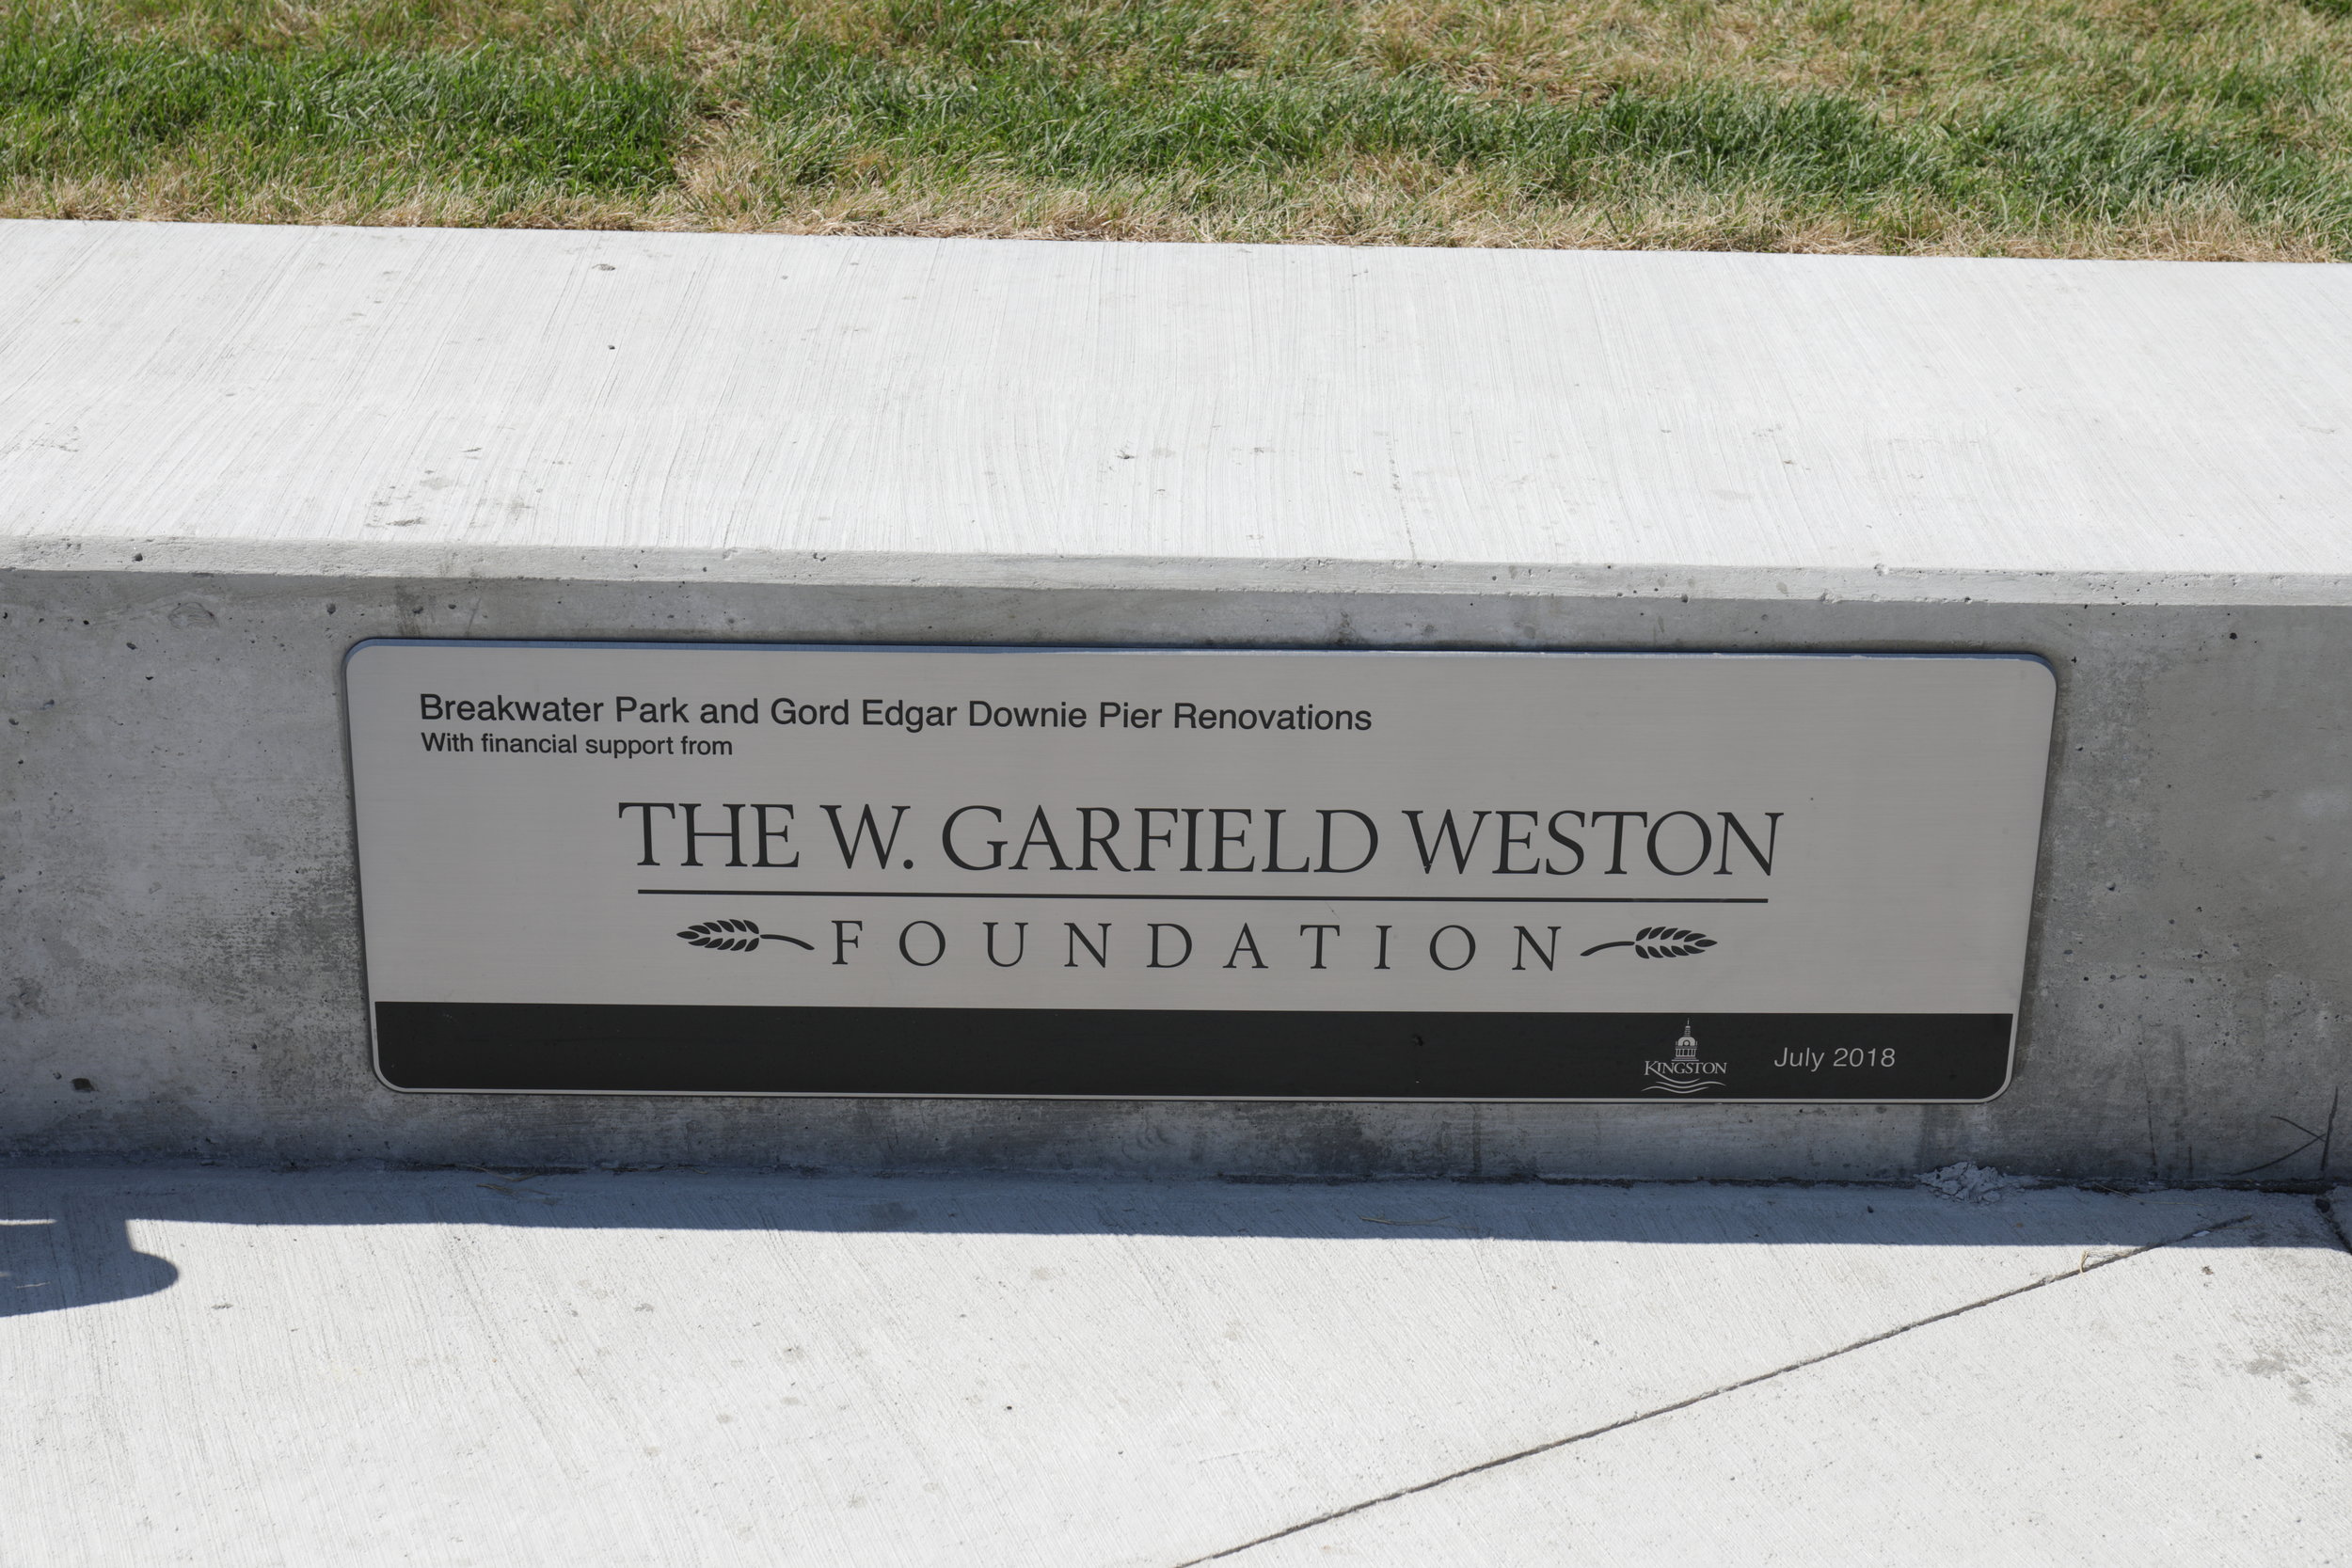 Breakwater Park and Gord Edgar Downie Pier Renovations
With financial support from
THE W. GARFIELD WESTON
FOUNDATION
KINGSTON
July 2018